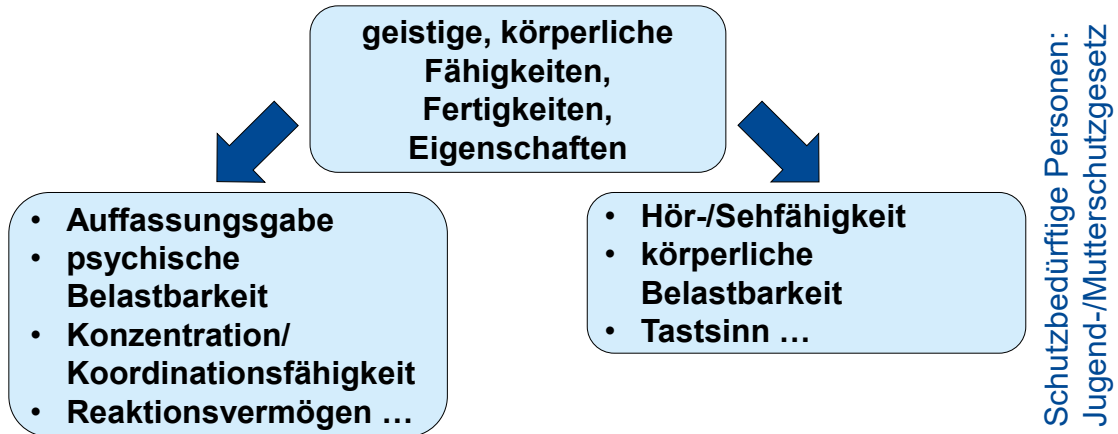 geistige, körperliche
Fähigkeiten,
Fertigkeiten,
Eigenschaften
• Auffassungsgabe
• psychische
Belastbarkeit
• Konzentration/
Koordinationsfähigkeit
• Reaktionsvermögen …
• Hör-/Sehfähigkeit
• körperliche
Belastbarkeit
• Tastsinn …
Schutzbedürftige Personen:
Jugend-/Mutterschutzgesetz